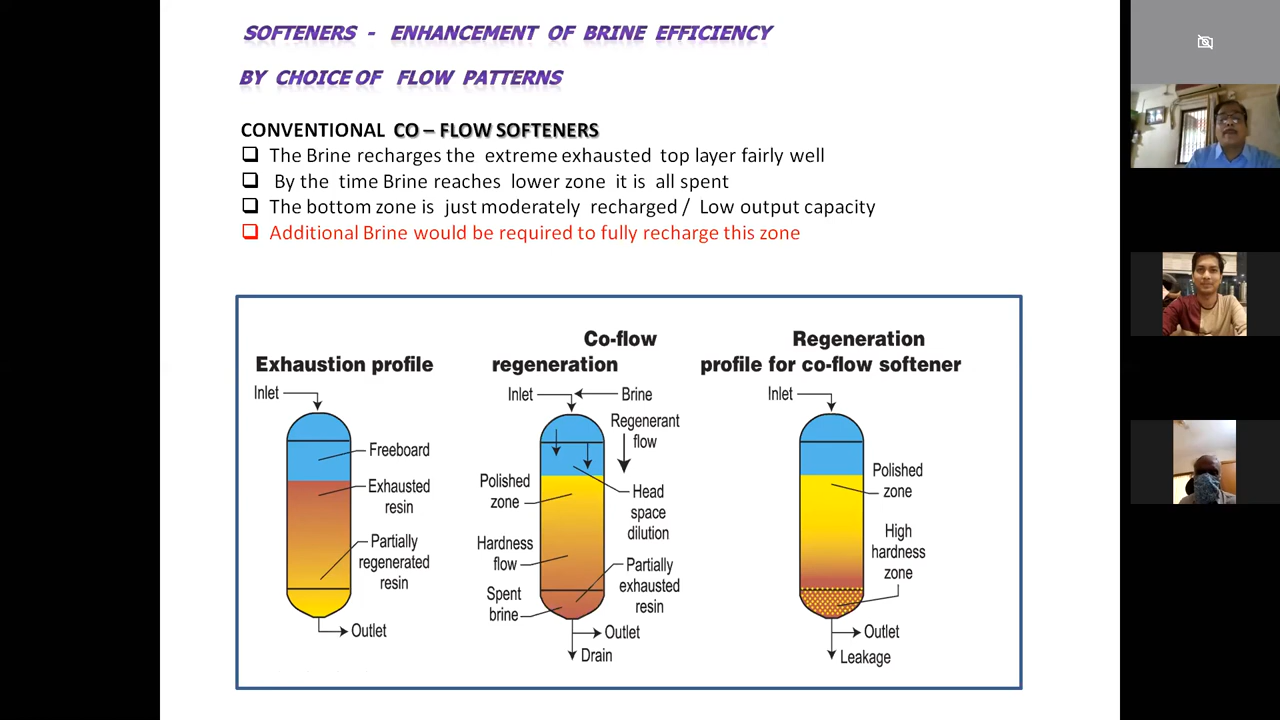 SOFTENERS - ENHANCEMENT OF BRINE EFFICIENCY
BY CHOICE OF FLOW PATTERNS
CONVENTIONAL CO – FLOW SOFTENERS
The Brine recharges the extreme exhausted top layer fairly well
By the time Brine reaches lower zone it is all spent
The bottom zone is just moderately recharged / Low output capacity
Additional Brine would be required to fully recharge this zone
Exhaustion profile
Inlet
Freeboard
Exhausted
resin
Partially
regenerated
resin
Outlet
Co-flow
regeneration
Inlet
Brine
Regenerant
flow
Polished
zone
Head
space
dilution
Hardness
flow
Partially
exhausted
resin
Spent
brine
Outlet
Drain
Regeneration
profile for co-flow softener
Inlet
Polished
zone
High
hardness
zone
Outlet
Leakage